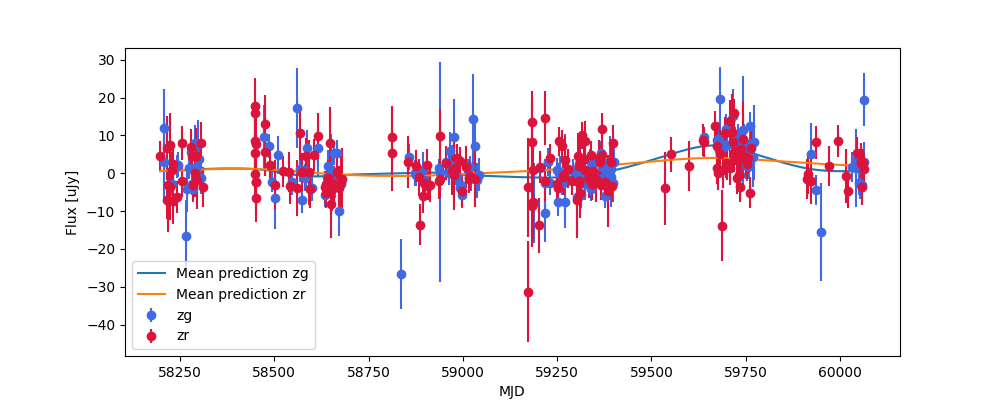 30
20
10
0
−10
−20
−30
−40
Flux [uJy]
Mean prediction zg
Mean prediction zr
zg
zr
58250 58500 58750 59000 59250 59500 59750 60000
MJD